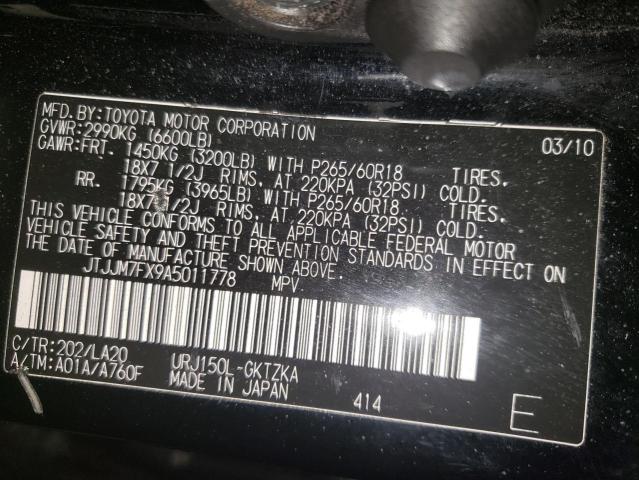 MFD. BY:TOYOTA MOTOR CORPORATION 03/10
GVWR:2990KG (6600LB)
GAWR:FRT. 1450KG (3200LB) WITH P265/60R18 TIRES.
18X7 1/2J RIMS, AT 220KPA (32PSI) COLD.
RR. 1795KG (3965LB) WITH P265/60R18 TIRES.
18X7 1/2J RIMS, AT 220KPA (32PSI) COLD.
THIS VEHICLE CONFORMS TO ALL APPLICABLE FEDERAL MOTOR
VEHICLE SAFETY AND THEFT PREVENTION STANDARDS IN EFFECT ON
THE DATE OF MANUFACTURE SHOWN ABOVE.
JTJJM7FX9A5011778 MPV
C/TR:202/LA20 URJ150L-GKTZKA
A/TM:A01A/A760F MADE IN JAPAN 414 E